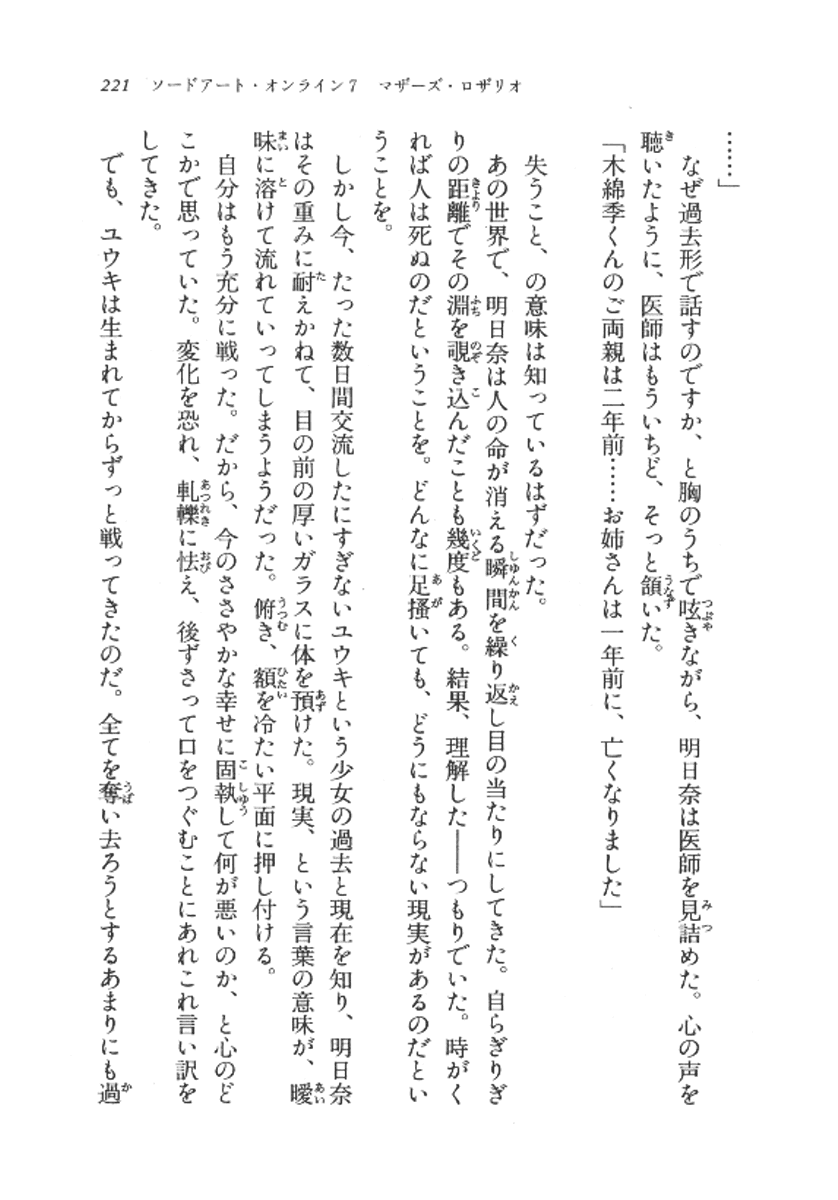 221　ソードアート・オンライン7　マザーズ・ロザリオ
……」
　なぜ過去形で話すのですか、と胸のうちで呟きながら、明日奈は医師を見詰めた。心の声を
聴いたように、医師はもういちど、そっと頷いた。
「木綿季くんのご両親は二年前……お姉さんは一年前に、亡くなりました」
　失うこと、の意味は知っているはずだった。
　あの世界で、明日奈は人の命が消える瞬間を繰り返し目の当たりにしてきた。自らぎりぎ
りの距離でその淵を覗き込んだことも幾度もある。結果、理解した――つもりでいた。時がく
れば人は死ぬのだということを。どんなに足掻いても、どうにもならない現実があるのだとい
うことを。
　しかし今、たった数日間交流したにすぎないユウキという少女の過去と現在を知り、明日奈
はその重みに耐えかねて、目の前の厚いガラスに体を預けた。現実、という言葉の意味が、曖
昧に溶けて流れていってしまうようだった。俯き、額を冷たい平面に押し付ける。
　自分はもう充分に戦った。だから、今のささやかな幸せに固執して何が悪いのか、と心のど
こかで思っていた。変化を恐れ、軋轢に怯え、後ずさって口をつぐむことにあれこれ言い訳を
してきた。
　でも、ユウキは生まれてからずっと戦ってきたのだ。全てを奪い去ろうとするあまりにも過